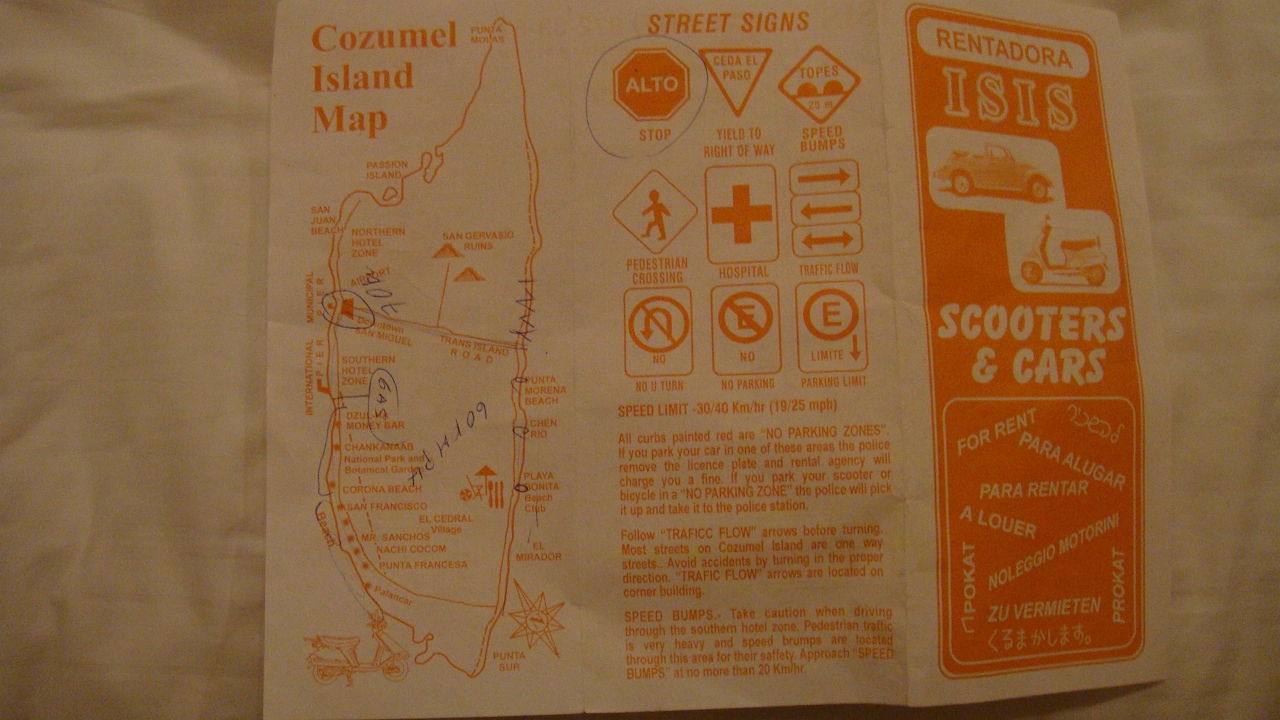 Cozumel
Island
Map
PUNTA
MOLAS
PASSION
ISLAND
SAN
JUAN
BEACH
NORTHERN
HOTEL
ZONE
SAN GERVASIO
RUINS
AIRPORT
MUNICIPAL
PIER
Downtown
SAN MIGUEL
TRANS ISLAND
ROAD
INTERNATIONAL
PIER
SOUTHERN
HOTEL
ZONE
GAS
PUNTA
MORENA
BEACH
DZUL
MONEY BAR
CHEN
RIO
CHANKANAAB
National Park and
Botanical Garden
PLAYA
BONITA
Beach
Club
CORONA BEACH
SAN FRANCISCO
Beach
EL CEDRAL
Village
MR. SANCHOS
NACHI COCOM
EL
MIRADOR
PUNTA FRANCESA
Palancar
PUNTA
SUR
STREET SIGNS
ALTO
STOP
CEDA EL
PASO
YIELD TO
RIGHT OF WAY
TOPES
25 m
SPEED
BUMPS
PEDESTRIAN
CROSSING
HOSPITAL
TRAFFIC FLOW
NO
NO U TURN
E
NO
NO PARKING
E
LIMITE
PARKING LIMIT
SPEED LIMIT -30/40 Km/hr (19/25 mph)
All curbs painted red are "NO PARKING ZONES".
If you park your car in one of these areas the police
remove the licence plate and rental agency will
charge you a fine. If you park your scooter or
bicycle in a "NO PARKING ZONE" the police will pick
it up and take it to the police station.
Follow "TRAFICC FLOW" arrows before turning.
Most streets on Cozumel Island are one way
streets. Avoid accidents by turning in the proper
direction. "TRAFIC FLOW" arrows are located on
corner building.
SPEED BUMPS.- Take caution when driving
through the southern hotel zone. Pedestrian traffic
is very heavy and speed brumps are located
through this area for their saffety. Approach "SPEED
BUMPS" at no more than 20 Km/hr.
RENTADORA
ISIS
SCOOTERS
& CARS
FOR RENT
PARA ALUGAR
PARA RENTAR
A LOUER
NOLEGGIO MOTORINI
ПРОКАТ
PROKAT
ZU VERMIETEN
くるまかします。